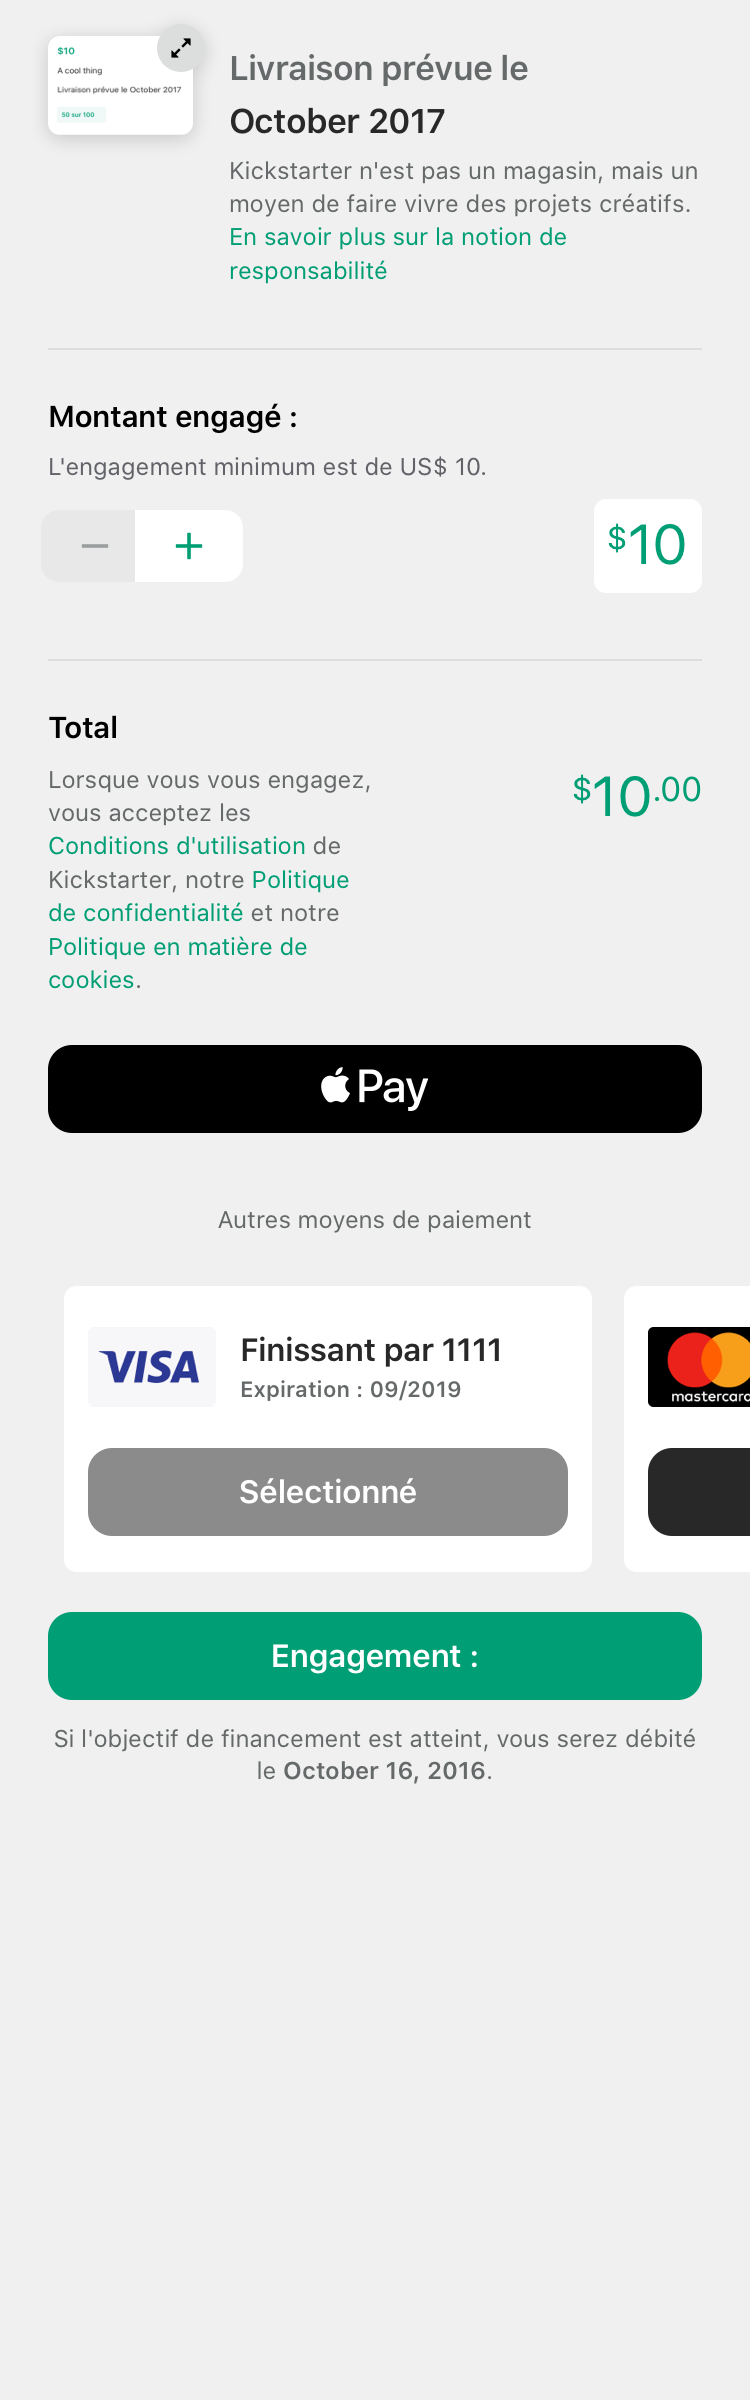 $10
A cool thing
Livraison prévue le October 2017
50 sur 100
Livraison prévue le
October 2017
Kickstarter n'est pas un magasin, mais un
moyen de faire vivre des projets créatifs.
En savoir plus sur la notion de
responsabilité
Montant engagé :
L'engagement minimum est de US$ 10.
$10
Total
Lorsque vous vous engagez,
vous acceptez les
Conditions d'utilisation de
Kickstarter, notre Politique
de confidentialité et notre
Politique en matière de
cookies.
$10.00
Pay
Autres moyens de paiement
VISA
Finissant par 1111
Expiration : 09/2019
Sélectionné
mastercard
Engagement :
Si l'objectif de financement est atteint, vous serez débité
le October 16, 2016.